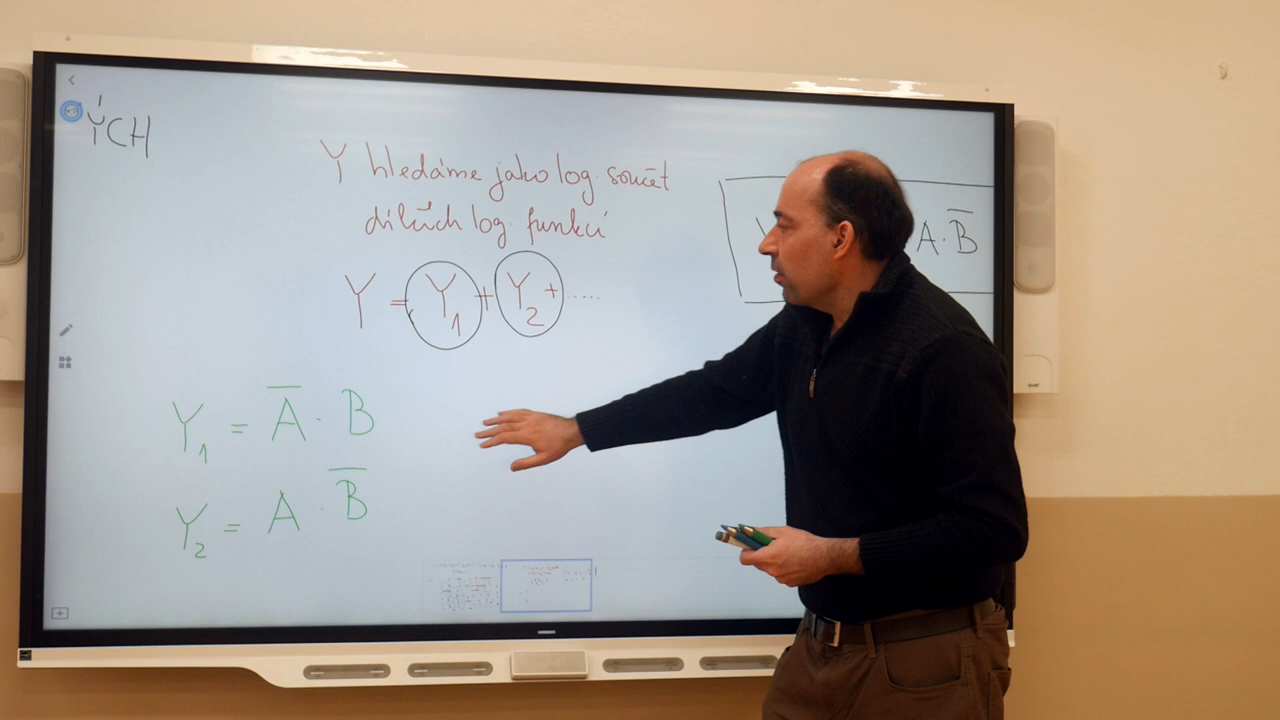 ÝCH
Y hledáme jako log. součet
dílčích log. funkcí
Y = Y1 + Y2 + .....
A · B̅
Y1 = A̅ · B
Y2 = A · B̅